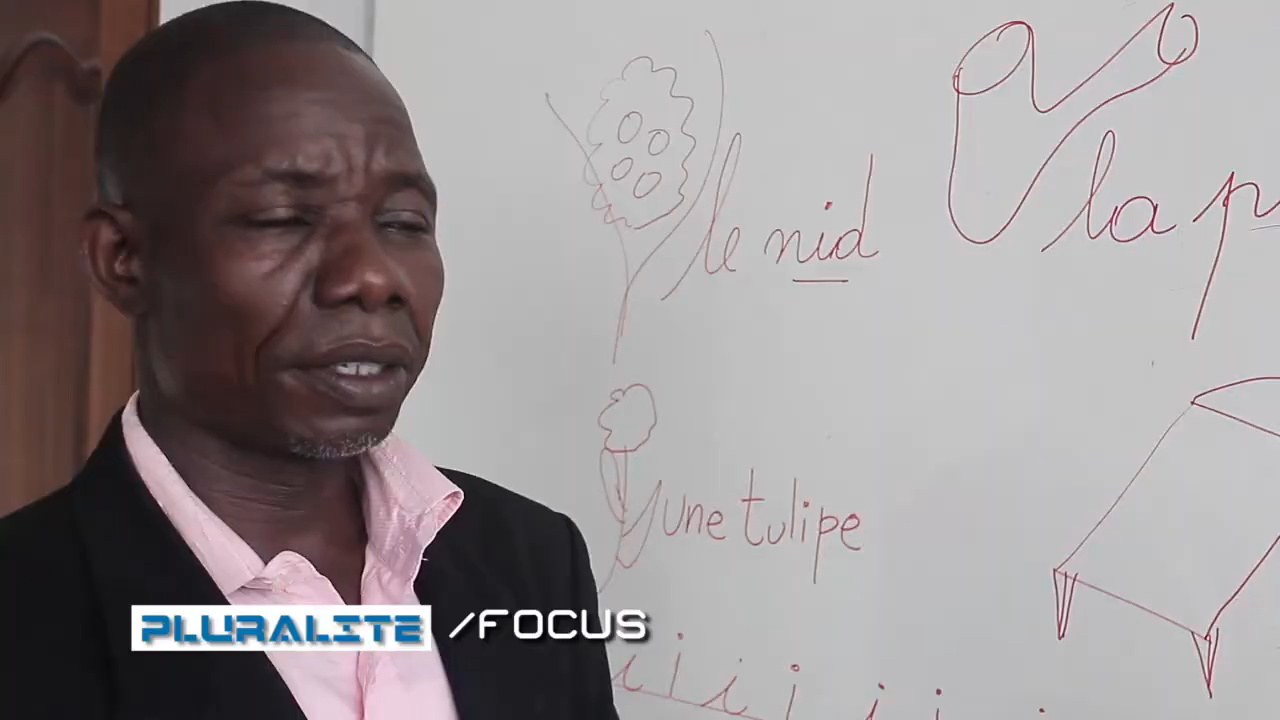 le nid
la p
une tulipe
PLURALITE /FOCUS
i i i i i i